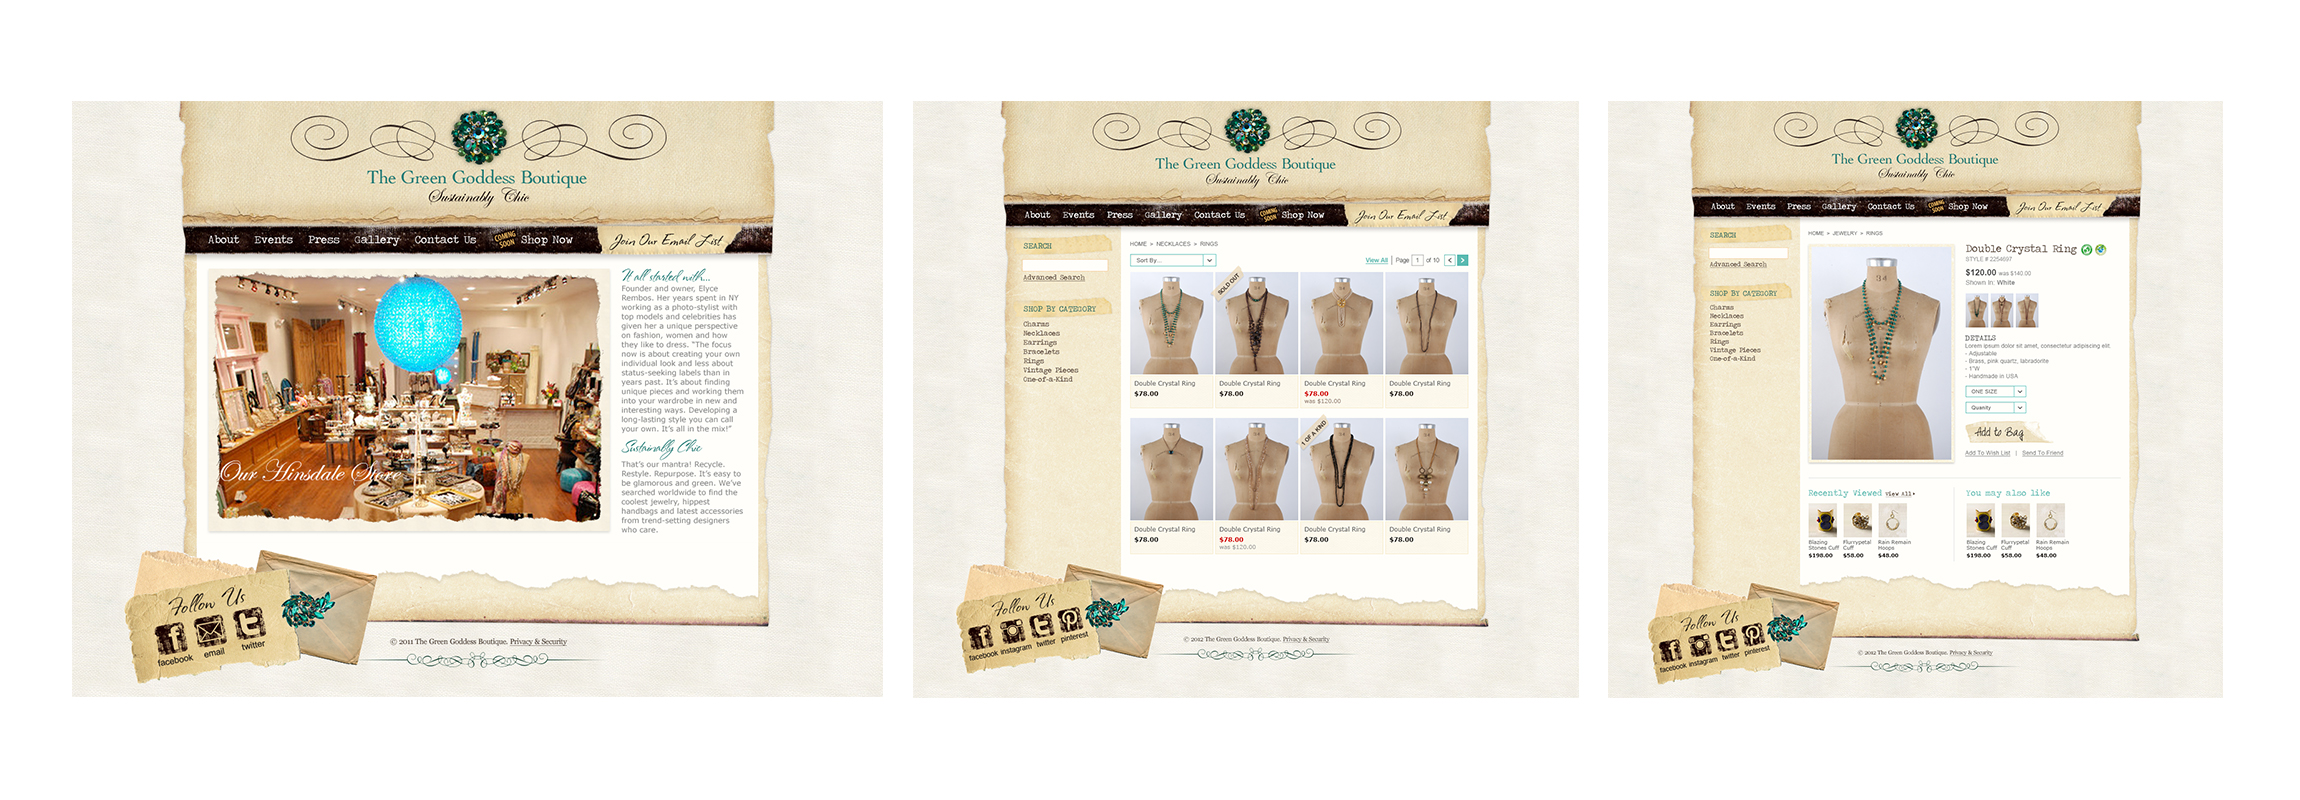 The Green Goddess Boutique
Sustainably Chic
About Events Press Gallery Contact Us COMING SOON Shop Now Join Our Email List
It all started with...
Founder and owner, Elyce
Rembos. Her years spent in NY
working as a photo-stylist with
top models and celebrities has
given her a unique perspective
on fashion, women and how
they like to dress. "The focus
now is about creating your own
individual look and less about
status-seeking labels than in
years past. It's about finding
unique pieces and working them
into your wardrobe in new and
interesting ways. Developing a
long-lasting style you can call
your own. It's all in the mix!"
Sustainably Chic
That's our mantra! Recycle.
Restyle. Repurpose. It's easy to
be glamorous and green. We've
searched worldwide to find the
coolest jewelry, hippest
handbags and latest accessories
from trend-setting designers
who care.
Our Hinsdale Store
Follow Us
facebook email twitter
© 2011 The Green Goddess Boutique. Privacy & Security
The Green Goddess Boutique
Sustainably Chic
About Events Press Gallery Contact Us COMING SOON Shop Now Join Our Email List
SEARCH
Advanced Search
SHOP BY CATEGORY
Charms
Necklaces
Earrings
Bracelets
Rings
Vintage Pieces
One-of-a-Kind
HOME » NECKLACES » RINGS
Sort By... View All | Page 1 of 10 < >
SOLD OUT
Double Crystal Ring Double Crystal Ring Double Crystal Ring Double Crystal Ring
$78.00 $78.00 $78.00 $78.00
was $120.00
1 OF A KIND
Double Crystal Ring Double Crystal Ring Double Crystal Ring Double Crystal Ring
$78.00 $78.00 $78.00 $78.00
was $120.00
Follow Us
facebook instagram twitter pinterest
© 2012 The Green Goddess Boutique. Privacy & Security
The Green Goddess Boutique
Sustainably Chic
About Events Press Gallery Contact Us COMING SOON Shop Now Join Our Email List
SEARCH
Advanced Search
SHOP BY CATEGORY
Charms
Necklaces
Earrings
Bracelets
Rings
Vintage Pieces
One-of-a-Kind
HOME » JEWELRY » RINGS
34
Double Crystal Ring
STYLE # 2254697
$120.00 was $140.00
Shown In: White
DETAILS
Lorem ipsum dolor sit amet, consectetur adipiscing elit.
- Adjustable
- Brass, pink quartz, labradorite
- 1"W
- Handmade in USA
ONE SIZE
Quanity
Add to Bag
Add To Wish List | Send To Friend
Recently Viewed View All
Blazing Stones Cuff Flurrypetal Cuff Rain Remain Hoops
$198.00 $58.00 $48.00
You may also like
Blazing Stones Cuff Flurrypetal Cuff Rain Remain Hoops
$198.00 $58.00 $48.00
Follow Us
facebook instagram twitter pinterest
© 2012 The Green Goddess Boutique. Privacy & Security